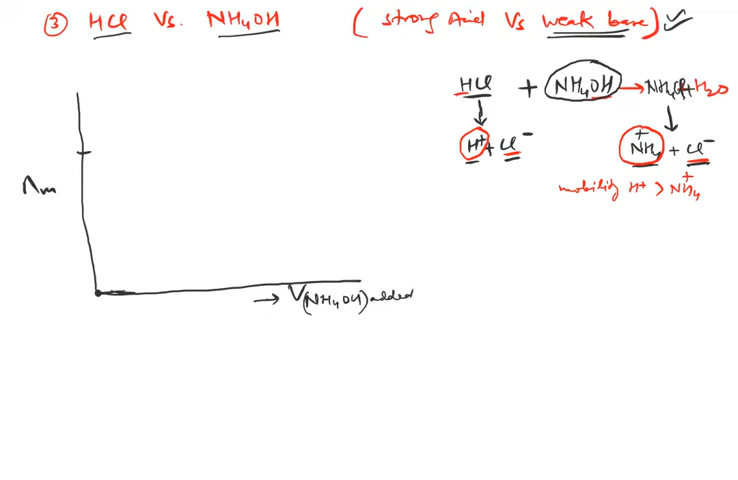 ③ HCl Vs. NH4OH (strong Acid Vs weak base) ✓
HCl + NH4OH → NH4Cl + H2O
H+ + Cl− NH4+ + Cl−
mobility H+ > NH4+
Λm
→ V(NH4OH) added